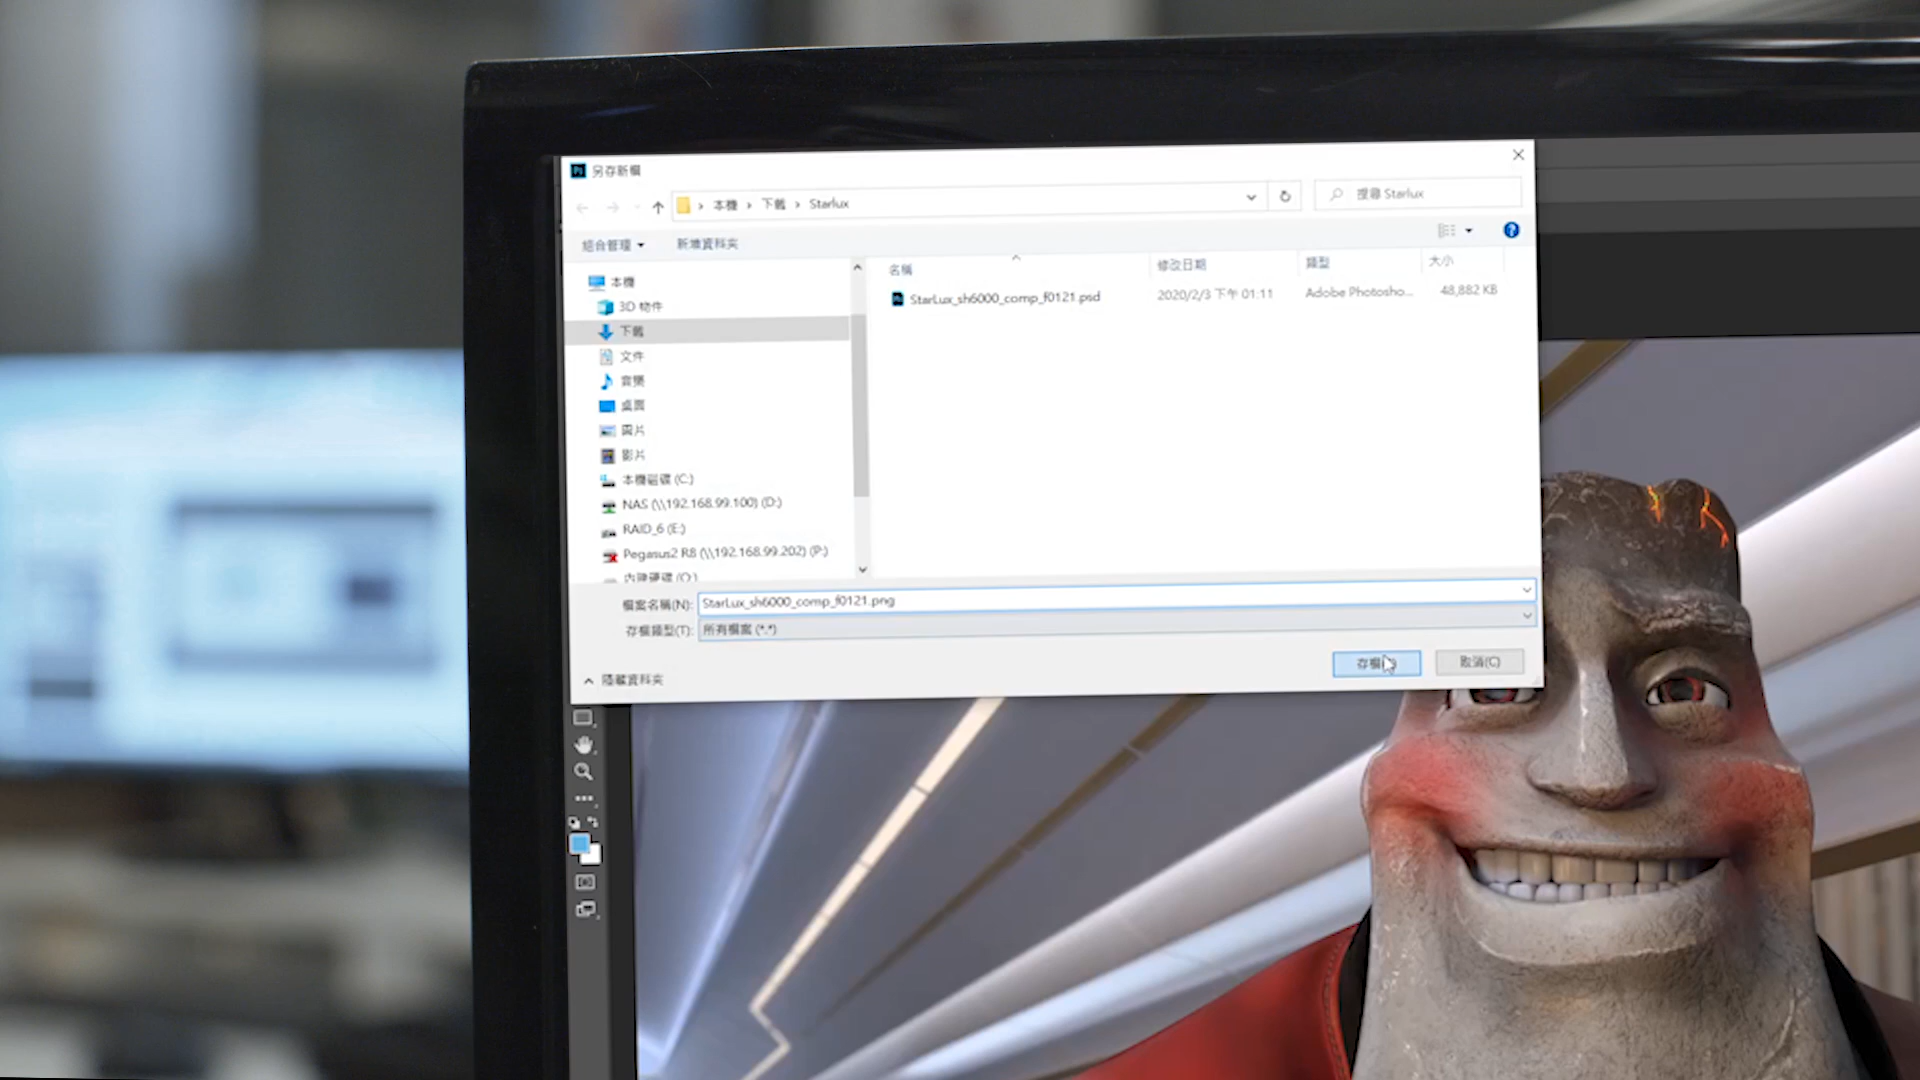 Ps 另存新檔
本機 › 下載 › Starlux
搜尋 Starlux
組合管理 新增資料夾
名稱 修改日期 類型 大小
StarLux_sh6000_comp_f0121.psd 2020/2/3 下午 01:11 Adobe Photosho... 48,882 KB
本機
3D 物件
下載
文件
音樂
桌面
圖片
影片
本機磁碟 (C:)
NAS (\\192.168.99.100) (D:)
RAID_6 (E:)
Pegasus2 R8 (\\192.168.99.202) (P:)
內建硬碟 (Q:)
檔案名稱(N): StarLux_sh6000_comp_f0121.png
存檔類型(T): 所有檔案 (*.*)
存檔(S) 取消(C)
隱藏資料夾